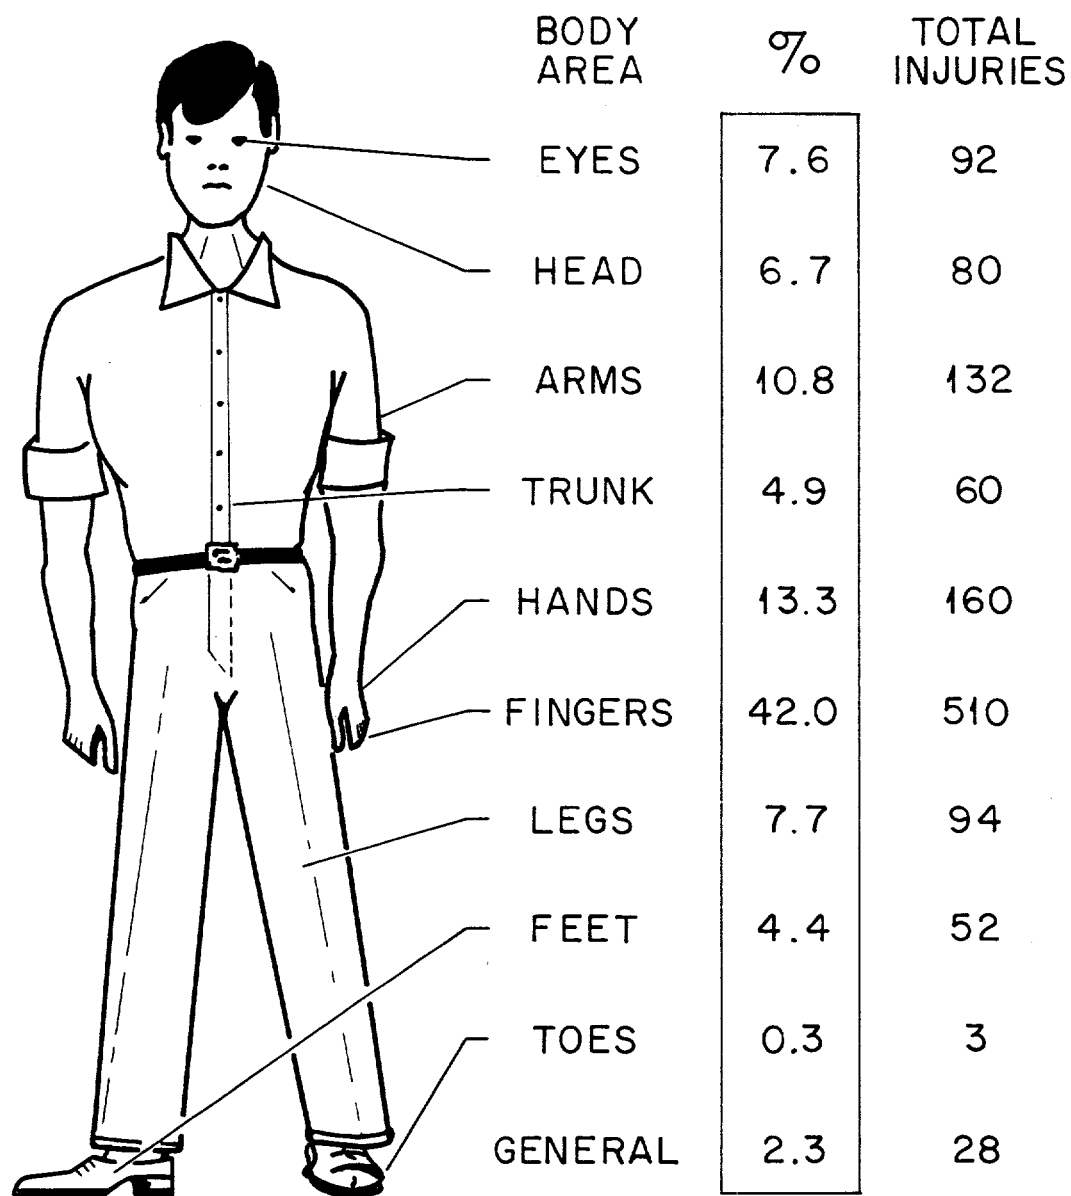 BODY AREA % TOTAL INJURIES
EYES 7.6 92
HEAD 6.7 80
ARMS 10.8 132
TRUNK 4.9 60
HANDS 13.3 160
FINGERS 42.0 510
LEGS 7.7 94
FEET 4.4 52
TOES 0.3 3
GENERAL 2.3 28